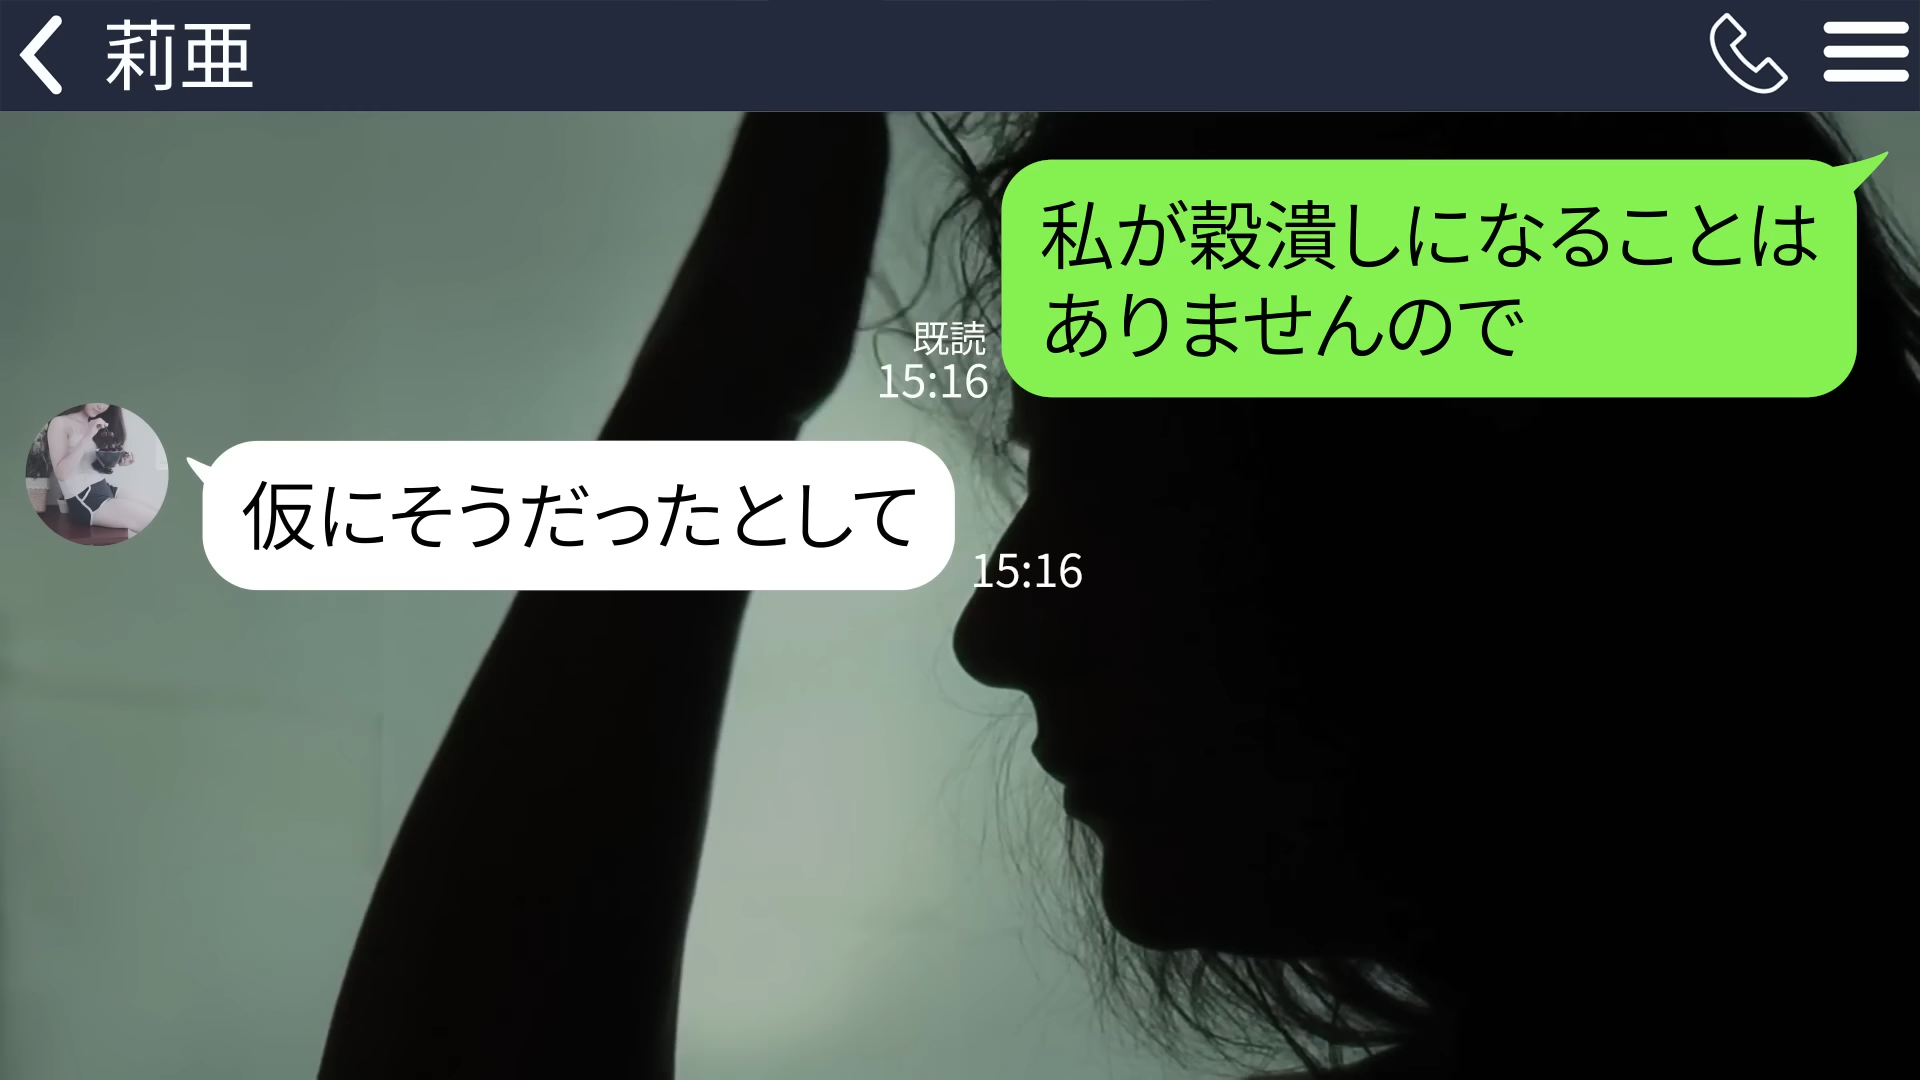 莉亜
私が穀潰しになることは
ありませんので
既読
15:16
仮にそうだったとして
15:16